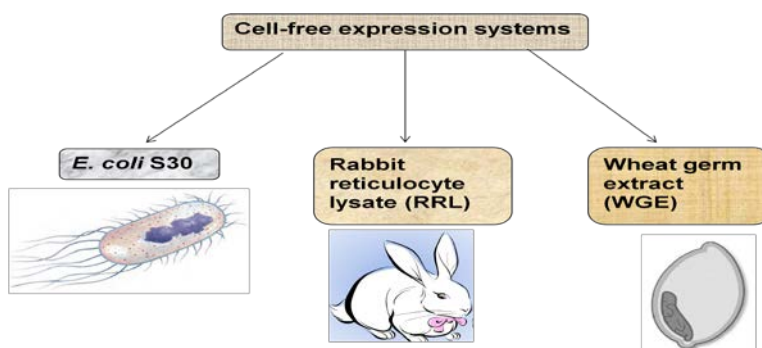 Cell-free expression systems
E. coli S30
Rabbit
reticulocyte
lysate (RRL)
Wheat germ
extract
(WGE)